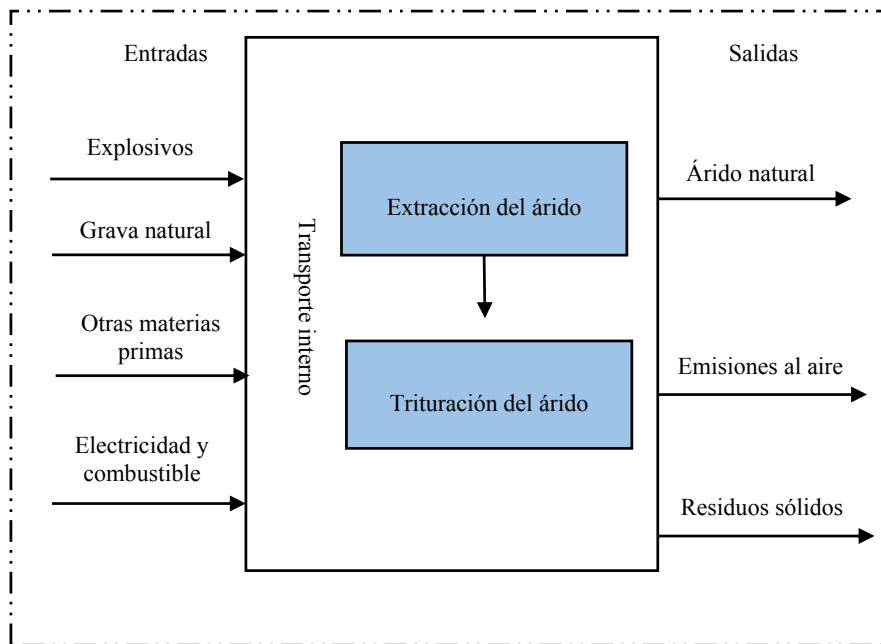 Entradas
Salidas
Explosivos
Grava natural
Otras materias
primas
Electricidad y
combustible
Transporte interno
Extracción del árido
Trituración del árido
Árido natural
Emisiones al aire
Residuos sólidos